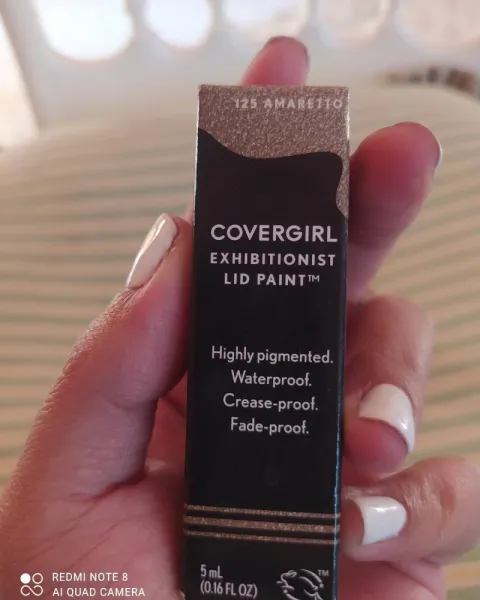 125 AMARETTO
COVERGIRL
EXHIBITIONIST
LID PAINT™
Highly pigmented.
Waterproof.
Crease-proof.
Fade-proof.
5 mL
(0.16 FL OZ)
TM
REDMI NOTE 8
AI QUAD CAMERA